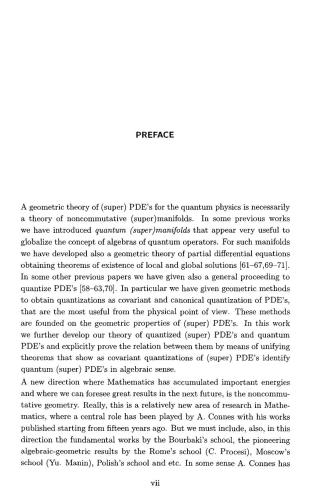 PREFACE
A geometric theory of (super) PDE's for the quantum physics is necessarily
a theory of noncommutative (super)manifolds. In some previous works
we have introduced quantum (super)manifolds that appear very useful to
globalize the concept of algebras of quantum operators. For such manifolds
we have developed also a geometric theory of partial differential equations
obtaining theorems of existence of local and global solutions [61–67,69–71].
In some other previous papers we have given also a general proceeding to
quantize PDE's [58–63,70]. In particular we have given geometric methods
to obtain quantizations as covariant and canonical quantization of PDE's,
that are the most useful from the physical point of view. These methods
are founded on the geometric properties of (super) PDE's. In this work
we further develop our theory of quantized (super) PDE's and quantum
PDE's and explicitly prove the relation between them by means of unifying
theorems that show as covariant quantizations of (super) PDE's identify
quantum (super) PDE's in algebraic sense.
A new direction where Mathematics has accumulated important energies
and where we can foresee great results in the next future, is the noncommu-
tative geometry. Really, this is a relatively new area of research in Mathe-
matics, where a central role has been played by A. Connes with his works
published starting from fifteen years ago. But we must include, also, in this
direction the fundamental works by the Bourbaki's school, the pioneering
algebraic-geometric results by the Rome's school (C. Procesi), Moscow's
school (Yu. Manin), Polish's school and etc. In some sense A. Connes has
vii